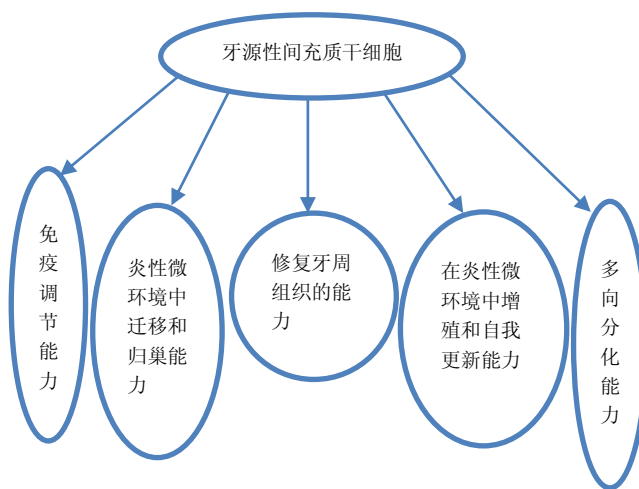 牙源性间充质干细胞
免
疫
调
节
能
力
炎性微
环境中
迁移和
归巢能
力
修复牙周
组织的能
力
在炎性微
环境中增
殖和自我
更新能力
多
向
分
化
能
力